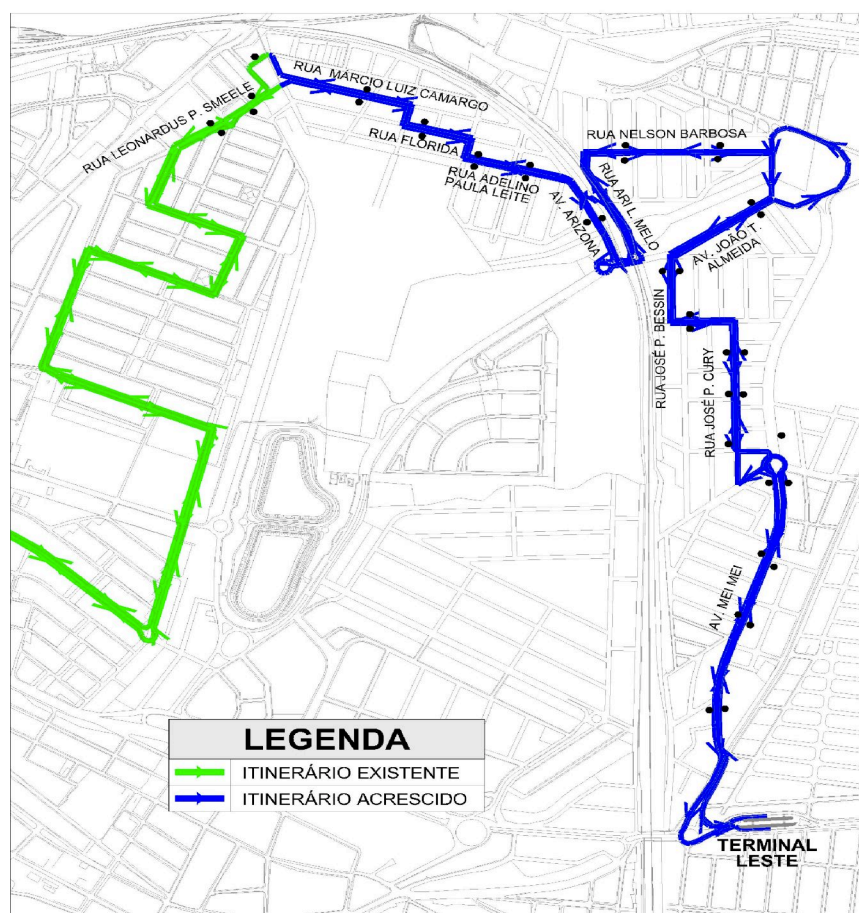 RUA MÁRCIO LUIZ CAMARGO
RUA LEONARDUS P. SMEELE
RUA FLÓRIDA
RUA ADELINO
PAULA LEITE
AV. ARIZONA
RUA ARI L. MELO
RUA NELSON BARBOSA
AV. JOÃO T.
ALMEIDA
RUA JOSÉ P. BESSIN
RUA JOSÉ P. CURY
AV. MEI MEI
LEGENDA
ITINERÁRIO EXISTENTE
ITINERÁRIO ACRESCIDO
TERMINAL
LESTE